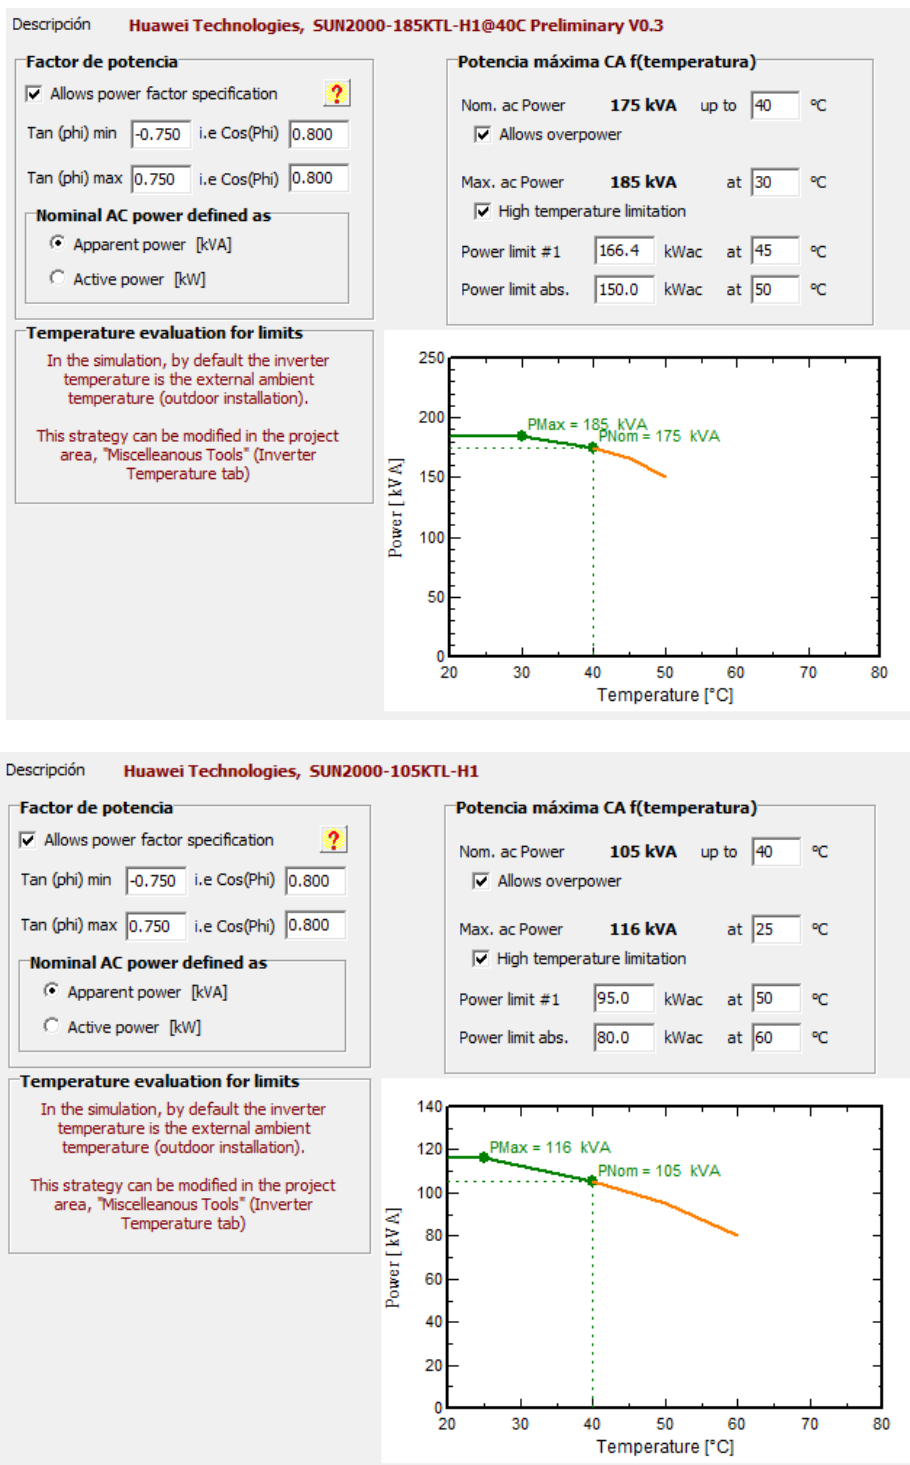 Descripción Huawei Technologies, SUN2000-185KTL-H1@40C Preliminary V0.3
Factor de potencia
Allows power factor specification ?
Tan (phi) min -0.750 i.e Cos(Phi) 0.800
Tan (phi) max 0.750 i.e Cos(Phi) 0.800
Nominal AC power defined as
Apparent power [kVA]
Active power [kW]
Potencia máxima CA f(temperatura)
Nom. ac Power 175 kVA up to 40 ºC
Allows overpower
Max. ac Power 185 kVA at 30 ºC
High temperature limitation
Power limit #1 166.4 kWac at 45 ºC
Power limit abs. 150.0 kWac at 50 ºC
Temperature evaluation for limits
In the simulation, by default the inverter
temperature is the external ambient
temperature (outdoor installation).
This strategy can be modified in the project
area, "Miscelleanous Tools" (Inverter
Temperature tab)
250
200
150
100
50
0
Power [kVA]
PMax = 185 kVA
PNom = 175 kVA
20 30 40 50 60 70 80
Temperature [°C]
Descripción Huawei Technologies, SUN2000-105KTL-H1
Factor de potencia
Allows power factor specification ?
Tan (phi) min -0.750 i.e Cos(Phi) 0.800
Tan (phi) max 0.750 i.e Cos(Phi) 0.800
Nominal AC power defined as
Apparent power [kVA]
Active power [kW]
Potencia máxima CA f(temperatura)
Nom. ac Power 105 kVA up to 40 ºC
Allows overpower
Max. ac Power 116 kVA at 25 ºC
High temperature limitation
Power limit #1 95.0 kWac at 50 ºC
Power limit abs. 80.0 kWac at 60 ºC
Temperature evaluation for limits
In the simulation, by default the inverter
temperature is the external ambient
temperature (outdoor installation).
This strategy can be modified in the project
area, "Miscelleanous Tools" (Inverter
Temperature tab)
140
120
100
80
60
40
20
0
Power [kVA]
PMax = 116 kVA
PNom = 105 kVA
20 30 40 50 60 70 80
Temperature [°C]